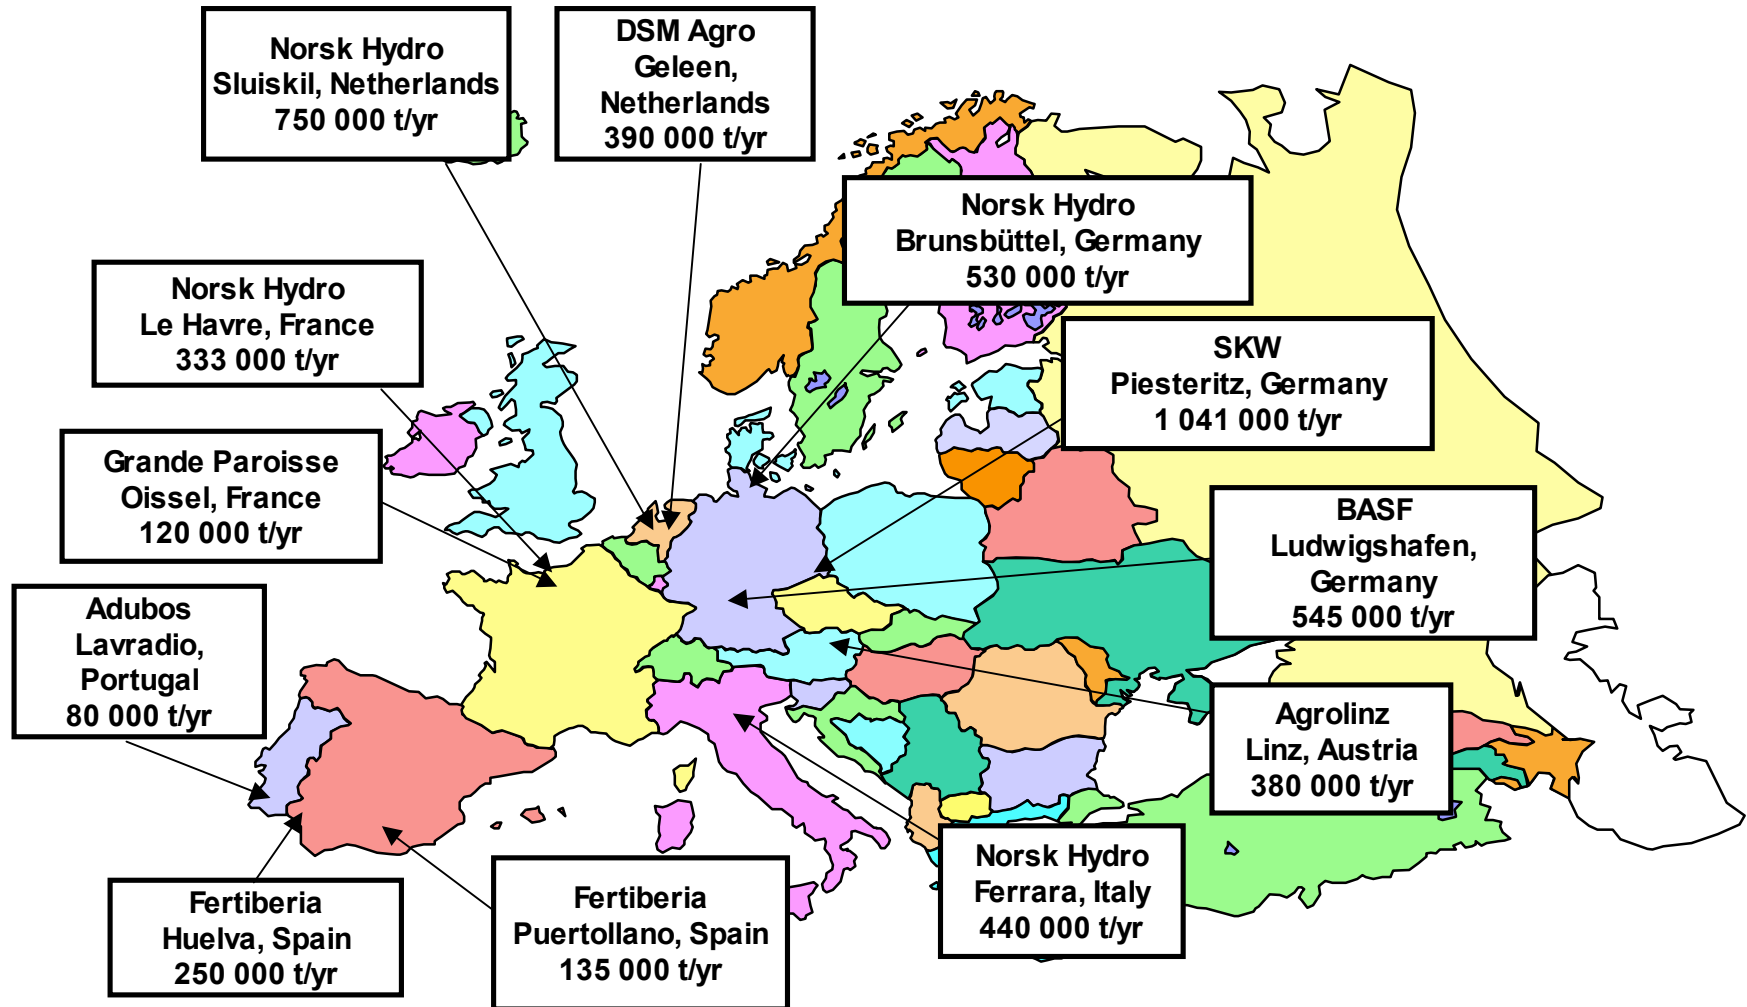 Norsk Hydro
Sluiskil, Netherlands
750 000 t/yr
DSM Agro
Geleen,
Netherlands
390 000 t/yr
Norsk Hydro
Brunsbüttel, Germany
530 000 t/yr
Norsk Hydro
Le Havre, France
333 000 t/yr
SKW
Piesteritz, Germany
1 041 000 t/yr
Grande Paroisse
Oissel, France
120 000 t/yr
BASF
Ludwigshafen,
Germany
545 000 t/yr
Adubos
Lavradio,
Portugal
80 000 t/yr
Agrolinz
Linz, Austria
380 000 t/yr
Norsk Hydro
Ferrara, Italy
440 000 t/yr
Fertiberia
Puertollano, Spain
135 000 t/yr
Fertiberia
Huelva, Spain
250 000 t/yr